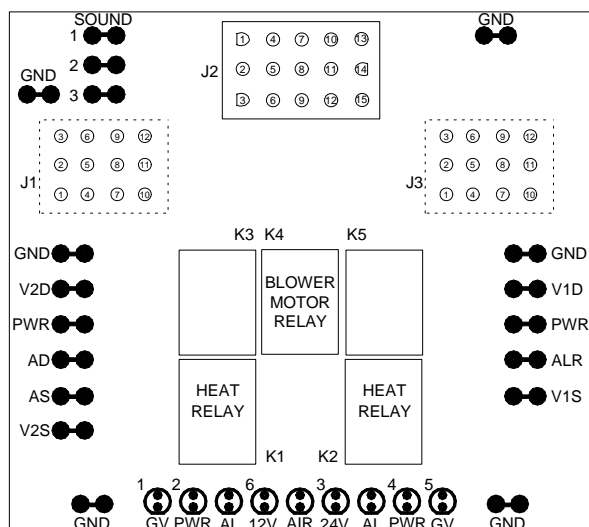 SOUND
1
2
3
GND
GND
J2
1 4 7 10 13
2 5 8 11 14
3 6 9 12 15
J1
3 6 9 12
2 5 8 11
1 4 7 10
J3
3 6 9 12
2 5 8 11
1 4 7 10
K3 K4 K5
GND
V2D
PWR
AD
AS
V2S
BLOWER
MOTOR
RELAY
HEAT
RELAY
HEAT
RELAY
GND
V1D
PWR
ALR
V1S
K1 K2
1 2 6 3 4 5
GND GV PWR AL 12V AIR 24V AL PWR GV GND